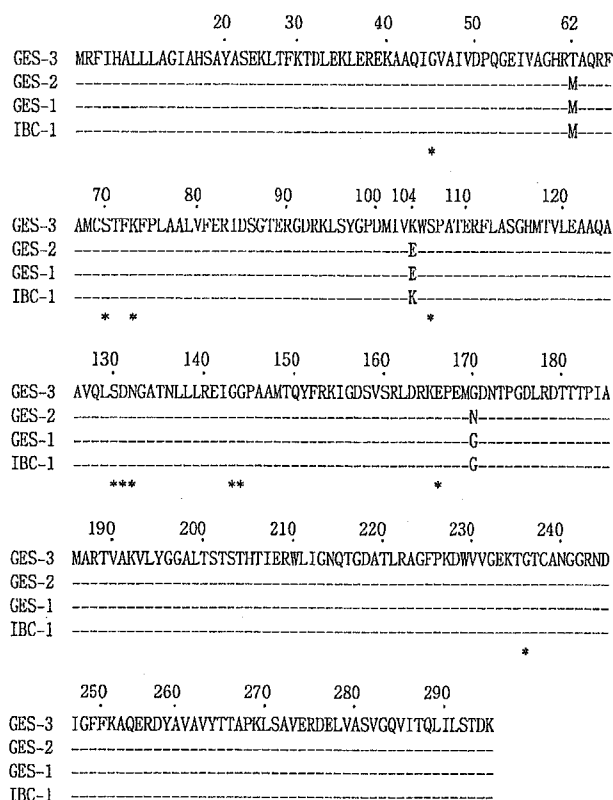 20 30 40 50 62
GES-3 MRFIHALLLAGIAHSAYASEKLTFKTDLEKLEREKAAQIGVAIVDPQGEIVAGHRTAQRF
GES-2 -------------------------------------------------------M----
GES-1 -------------------------------------------------------M----
IBC-1 -------------------------------------------------------M----
*
70 80 90 100 104 110 120
GES-3 AMCSTFKFPLAALVFERIDSGTERGDRKLSYGPDMIVKWSPATERFLASGHMTVLEAAQA
GES-2 -------------------------------------E----------------------
GES-1 -------------------------------------E----------------------
IBC-1 -------------------------------------K----------------------
* * *
130 140 150 160 170 180
GES-3 AVQLSDNGATNLLLREIGGPAAMTQYFRKIGDSVSRLDRKEPEMGDNTPGDLRDTTTPIA
GES-2 --------------------------------------------N---------------
GES-1 --------------------------------------------G---------------
IBC-1 --------------------------------------------G---------------
*** ** *
190 200 210 220 230 240
GES-3 MARTVAKVLYGGALTSTSTHTIERWLIGNQTGDATLRAGFPKDWVVGEKTGTCANGGRND
GES-2 ------------------------------------------------------------
GES-1 ------------------------------------------------------------
IBC-1 ------------------------------------------------------------
*
250 260 270 280 290
GES-3 IGFFKAQERDYAVAVYTTAPKLSAVERDELVASVGQVITQLILSTDK
GES-2 -----------------------------------------------
GES-1 -----------------------------------------------
IBC-1 -----------------------------------------------